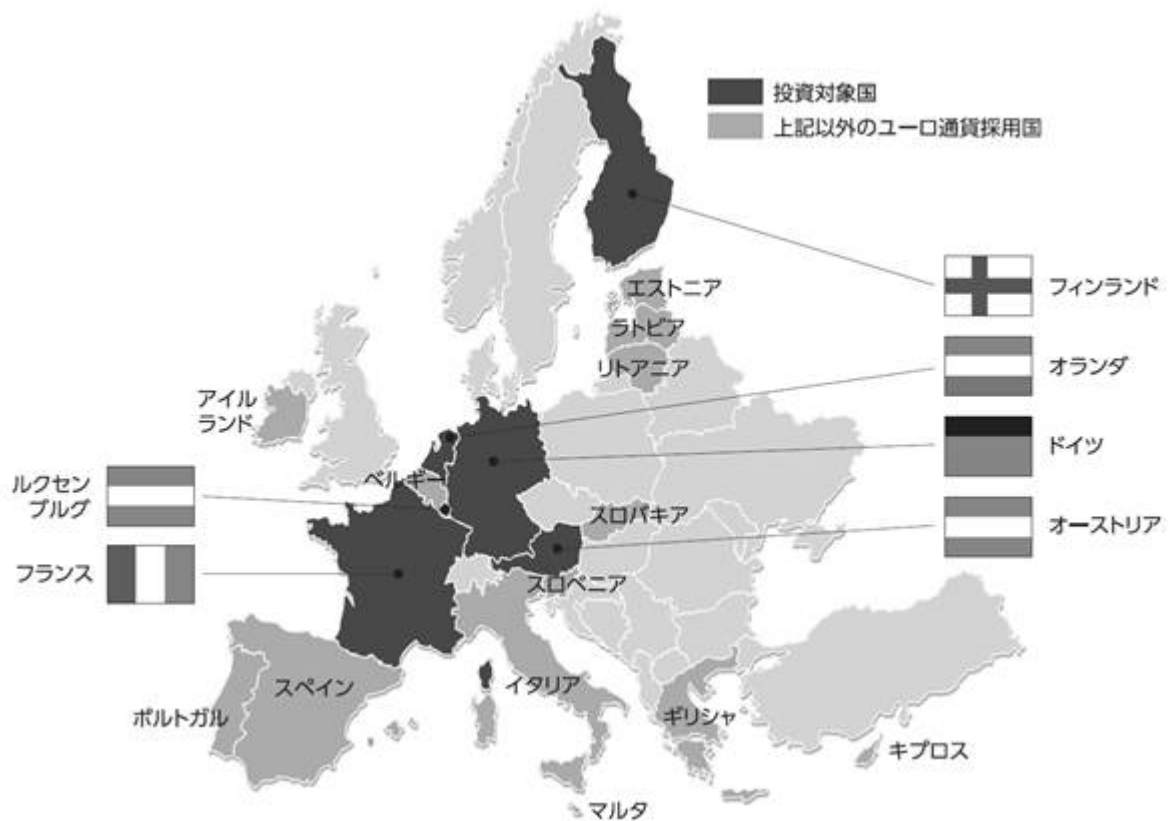 投資対象国
上記以外のユーロ通貨採用国
フィンランド
エストニア
ラトビア
リトアニア
オランダ
アイル
ランド
ドイツ
ベルギー
ルクセン
ブルグ
スロバキア
オーストリア
フランス
スロベニア
スペイン
イタリア
ポルトガル
ギリシャ
キプロス
マルタ